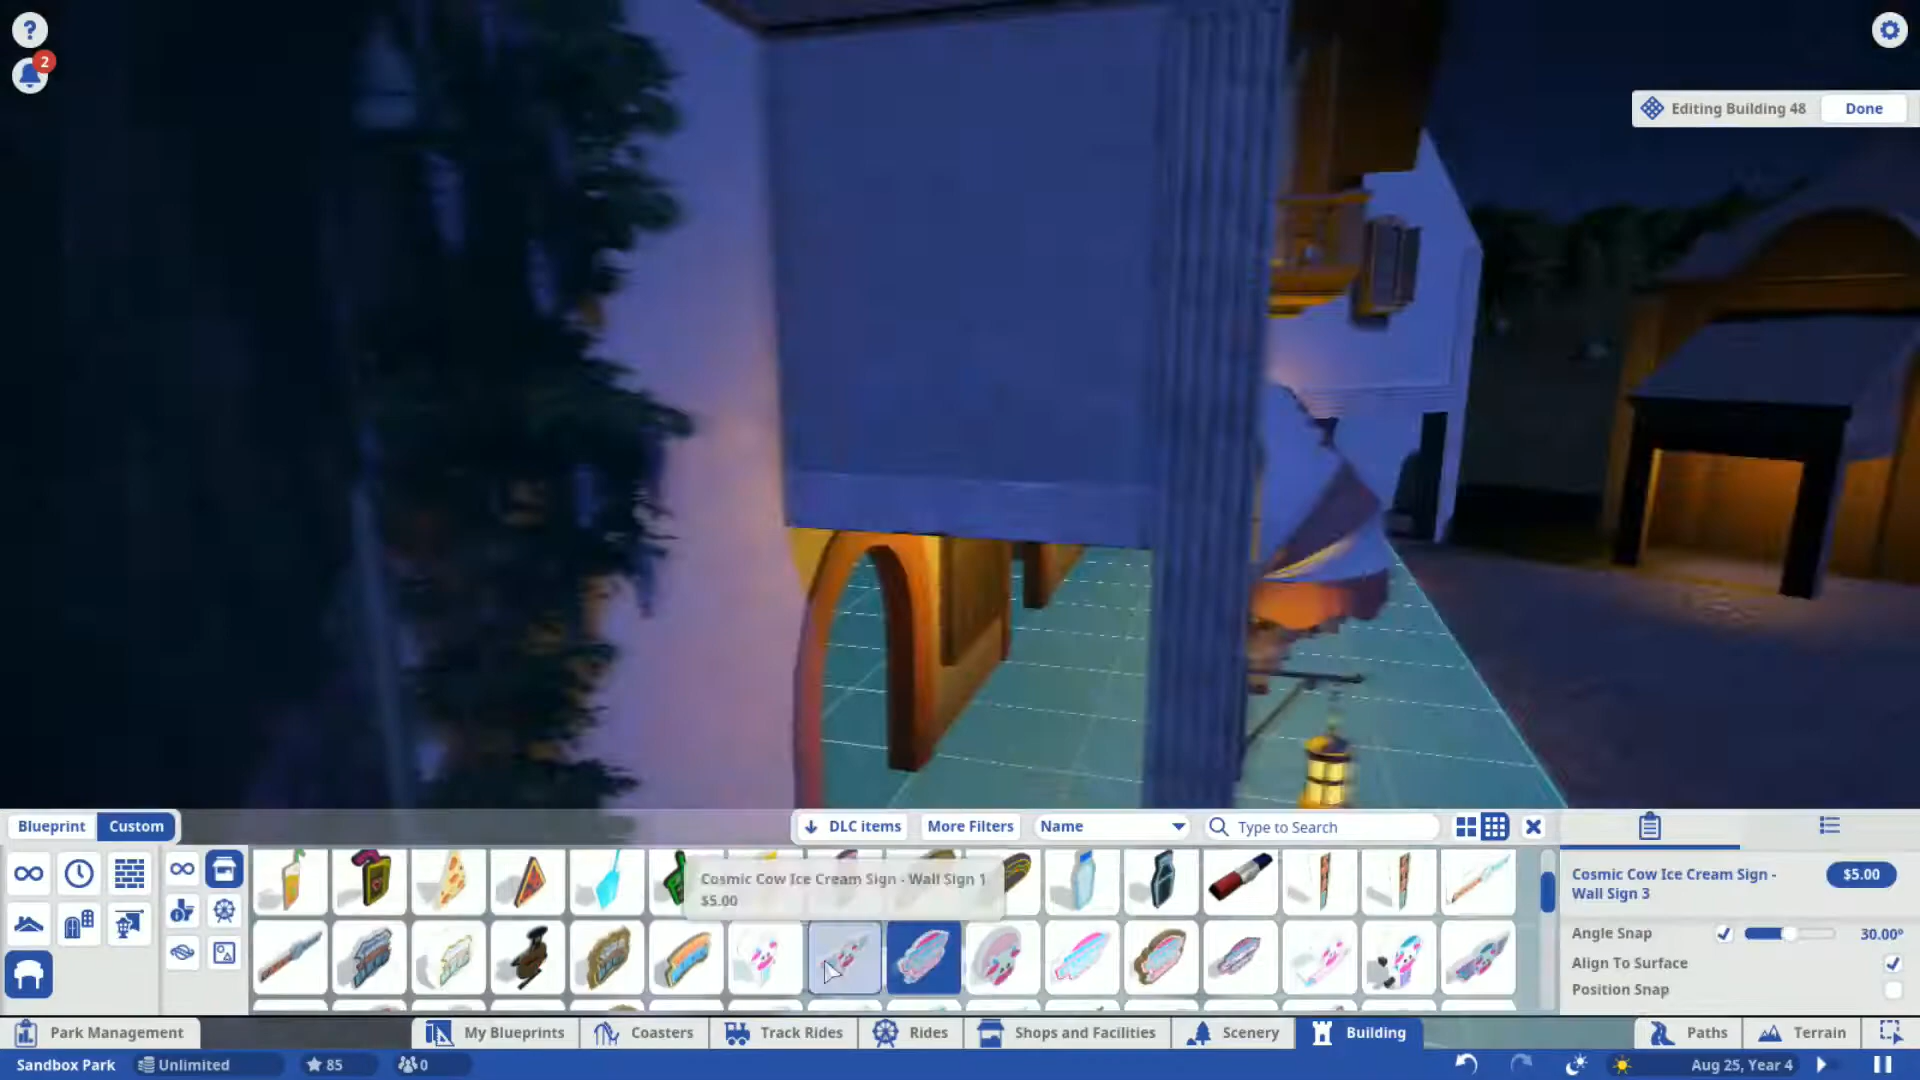 ?
2
Editing Building 48
Done
Blueprint
Custom
DLC items
More Filters
Name
Type to Search
Cosmic Cow Ice Cream Sign - Wall Sign 1
$5.00
Cosmic Cow Ice Cream Sign -
Wall Sign 3
$5.00
Angle Snap
30.00°
Align To Surface
Position Snap
Park Management
My Blueprints
Coasters
Track Rides
Rides
Shops and Facilities
Scenery
Building
Paths
Terrain
Sandbox Park
Unlimited
85
0
Aug 25, Year 4